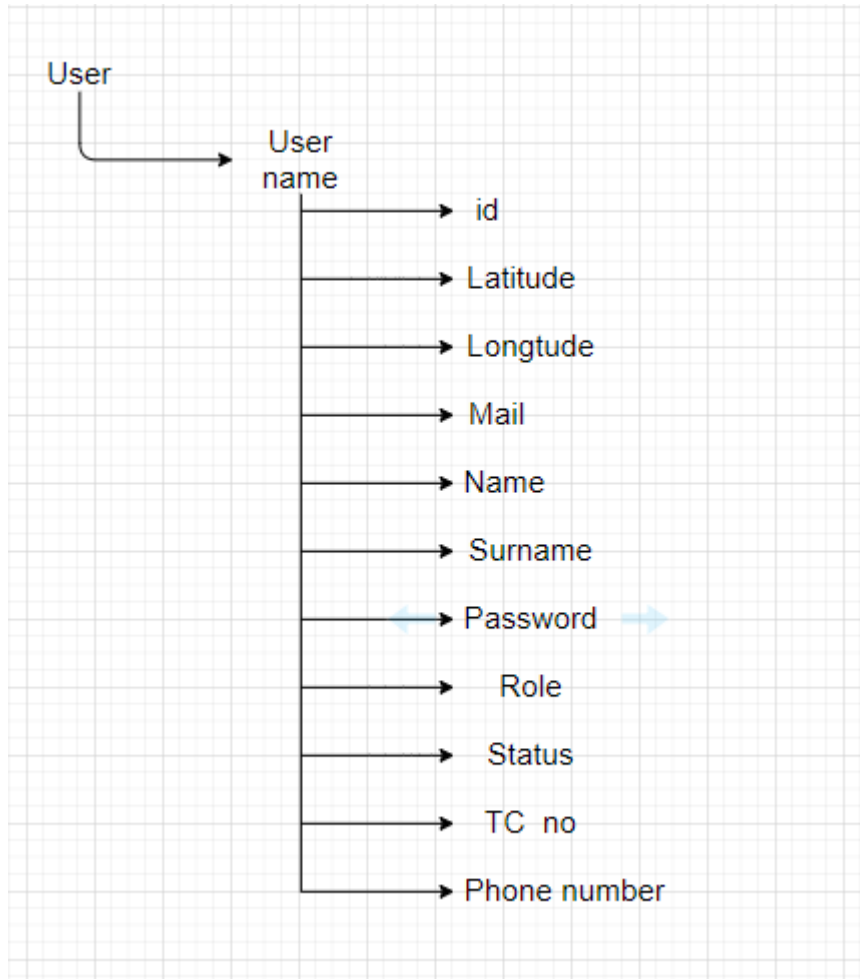 User
User
name
id
Latitude
Longtude
Mail
Name
Surname
Password
Role
Status
TC no
Phone number